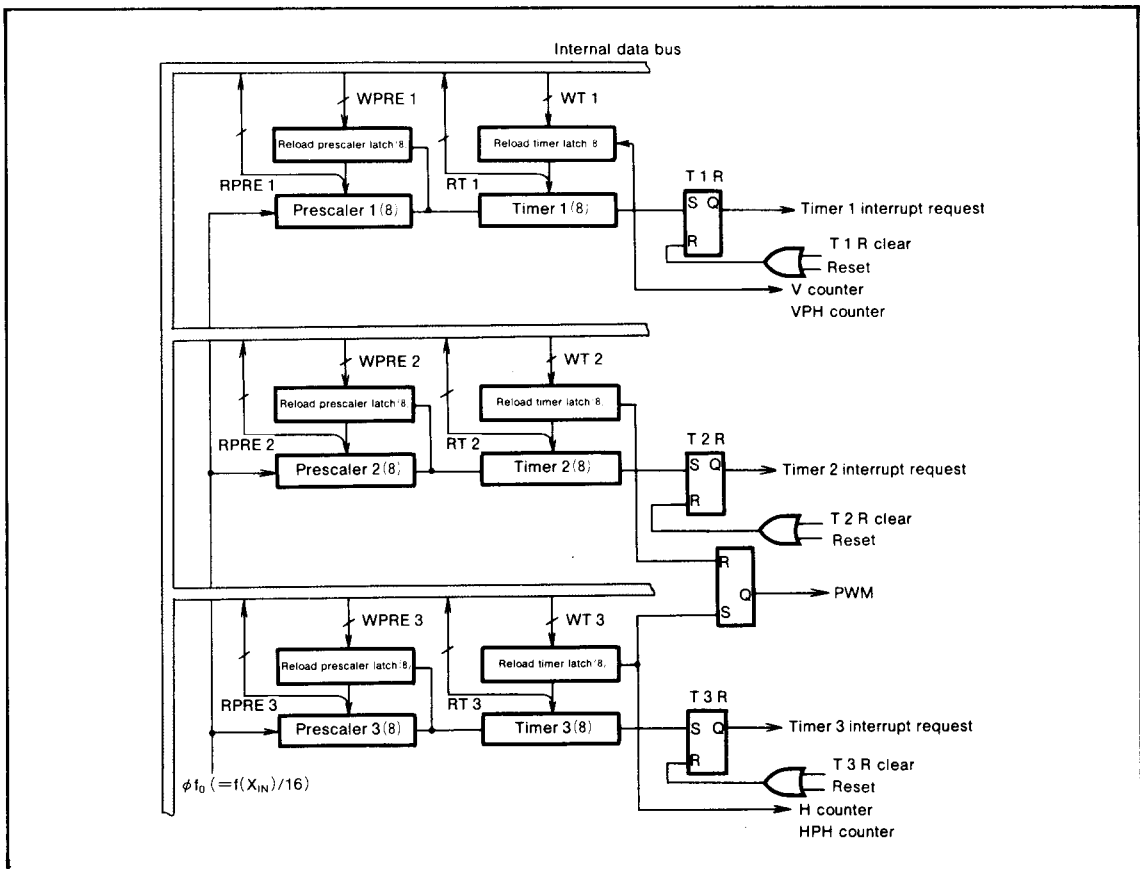 Internal data bus
WPRE 1
WT 1
Reload prescaler latch (8)
Reload timer latch 8
T 1 R
RPRE 1
RT 1
Prescaler 1 (8)
Timer 1 (8)
S Q
Timer 1 interrupt request
R
T 1 R clear
Reset
V counter
VPH counter
WPRE 2
WT 2
Reload prescaler latch (8)
Reload timer latch (8)
T 2 R
RPRE 2
RT 2
Prescaler 2 (8)
Timer 2 (8)
S Q
Timer 2 interrupt request
R
T 2 R clear
Reset
R
Q
PWM
S
WPRE 3
WT 3
Reload prescaler latch (8)
Reload timer latch (8)
T 3 R
RPRE 3
RT 3
Prescaler 3 (8)
Timer 3 (8)
S Q
Timer 3 interrupt request
R
T 3 R clear
Reset
φf₀ (=f(X_IN)/16)
H counter
HPH counter